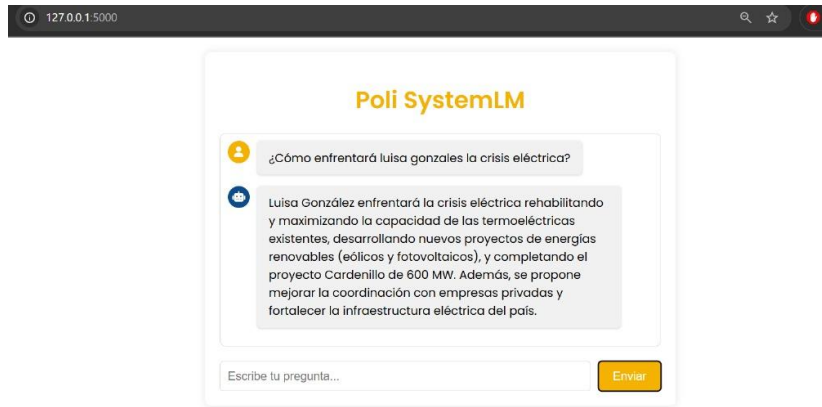 127.0.0.1:5000
Poli SystemLM
¿Cómo enfrentará luisa gonzales la crisis eléctrica?
Luisa González enfrentará la crisis eléctrica rehabilitando
y maximizando la capacidad de las termoeléctricas
existentes, desarrollando nuevos proyectos de energías
renovables (eólicos y fotovoltaicos), y completando el
proyecto Cardenillo de 600 MW. Además, se propone
mejorar la coordinación con empresas privadas y
fortalecer la infraestructura eléctrica del país.
Escribe tu pregunta...
Enviar